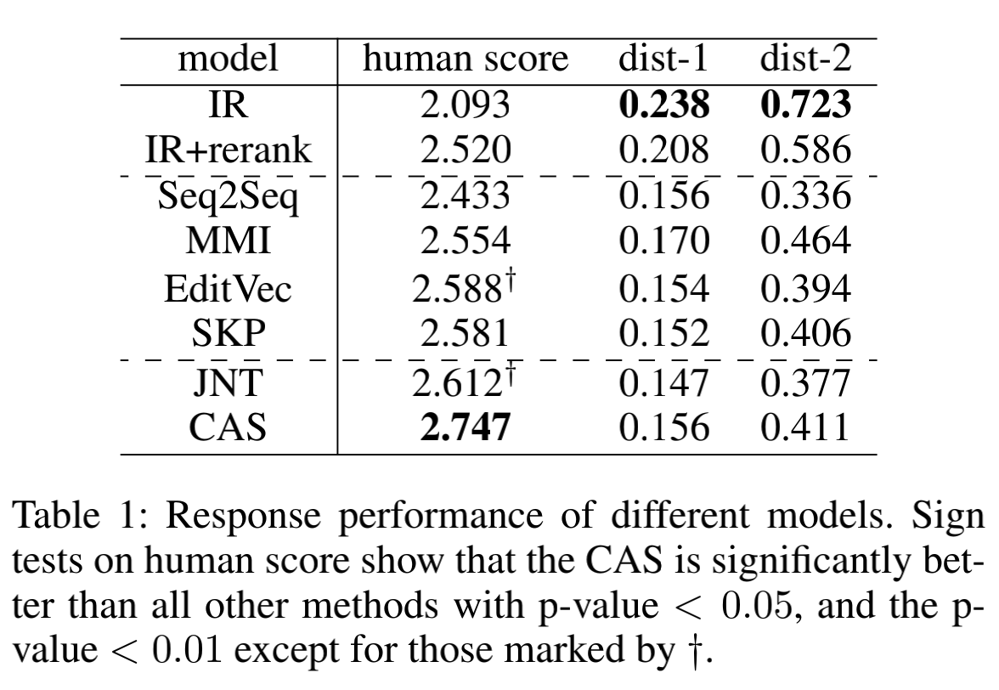 model human score dist-1 dist-2
IR 2.093 0.238 0.723
IR+rerank 2.520 0.208 0.586
Seq2Seq 2.433 0.156 0.336
MMI 2.554 0.170 0.464
EditVec 2.588† 0.154 0.394
SKP 2.581 0.152 0.406
JNT 2.612† 0.147 0.377
CAS 2.747 0.156 0.411
Table 1: Response performance of different models. Sign
tests on human score show that the CAS is significantly bet-
ter than all other methods with p-value < 0.05, and the p-
value < 0.01 except for those marked by †.